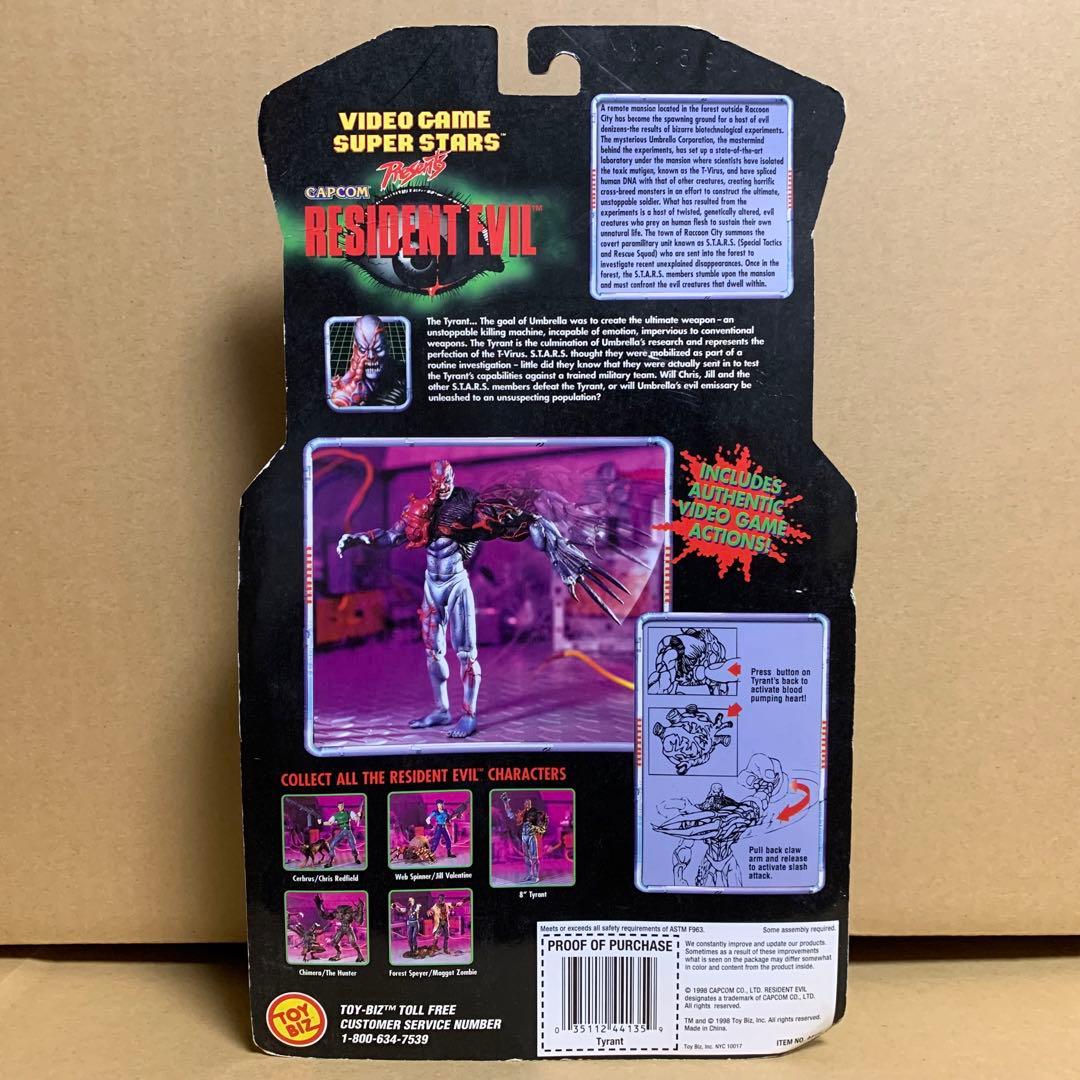 VIDEO GAME
SUPER STARS™
Presents
CAPCOM
RESIDENT EVIL™
A remote mansion located in the forest outside Raccoon
City has become the spawning ground for a host of evil
denizens-the results of bizarre biotechnological experiments.
The mysterious Umbrella Corporation, the mastermind
behind the experiments, has set up a state-of-the-art
laboratory under the mansion where scientists have isolated
the toxic mutigen, known as the T-Virus, and have spliced
human DNA with that of other creatures, creating horrific
cross-breed monsters in an effort to construct the ultimate,
unstoppable soldier. What has resulted from the
experiments is a host of twisted, genetically altered, evil
creatures who prey on human flesh to sustain their own
unnatural life. The town of Raccoon City summons the
covert paramilitary unit known as S.T.A.R.S. (Special Tactics
and Rescue Squad) who are sent into the forest to
investigate recent unexplained disappearances. Once in the
forest, the S.T.A.R.S. members stumble upon the mansion
and must confront the evil creatures that dwell within.
The Tyrant... The goal of Umbrella was to create the ultimate weapon – an
unstoppable killing machine, incapable of emotion, impervious to conventional
weapons. The Tyrant is the culmination of Umbrella's research and represents the
perfection of the T-Virus. S.T.A.R.S. thought they were mobilized as part of a
routine investigation – little did they know that they were actually sent in to test
the Tyrant's capabilities against a trained military team. Will Chris, Jill and the
other S.T.A.R.S. members defeat the Tyrant, or will Umbrella's evil emissary be
unleashed to an unsuspecting population?
INCLUDES
AUTHENTIC
VIDEO GAME
ACTIONS!
Press button on
Tyrant's back to
activate blood
pumping heart!
Pull back claw
arm and release
to activate slash
attack.
COLLECT ALL THE RESIDENT EVIL™ CHARACTERS
Cerbrus/Chris Redfield
Web Spinner/Jill Valentine
8" Tyrant
Chimera/The Hunter
Forest Speyer/Maggot Zombie
TOY
BIZ
TOY-BIZ™ TOLL FREE
CUSTOMER SERVICE NUMBER
1-800-634-7539
Meets or exceeds all safety requirements of ASTM F963.
Some assembly required.
PROOF OF PURCHASE
0 35112 44135 9
Tyrant
We constantly improve and update our products.
Sometimes as a result of these improvements
what is seen on the package may differ somewhat
in color and content from the product inside.
© 1998 CAPCOM CO., LTD. RESIDENT EVIL
designates a trademark of CAPCOM CO., LTD.
All rights reserved.
TM and © 1998 Toy Biz, Inc. All rights reserved.
Made in China.
Toy Biz, Inc. NYC 10017
ITEM NO.